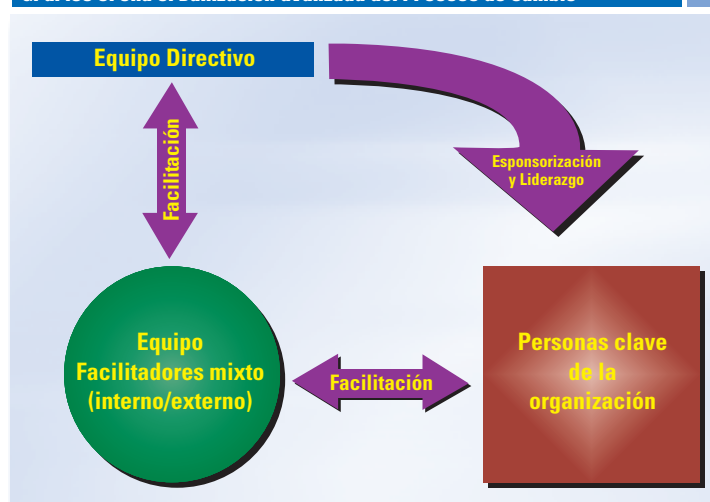 Equipo Directivo
Facilitación
Esponsorización
y Liderazgo
Equipo
Facilitadores mixto
(interno/externo)
Facilitación
Personas clave
de la
organización